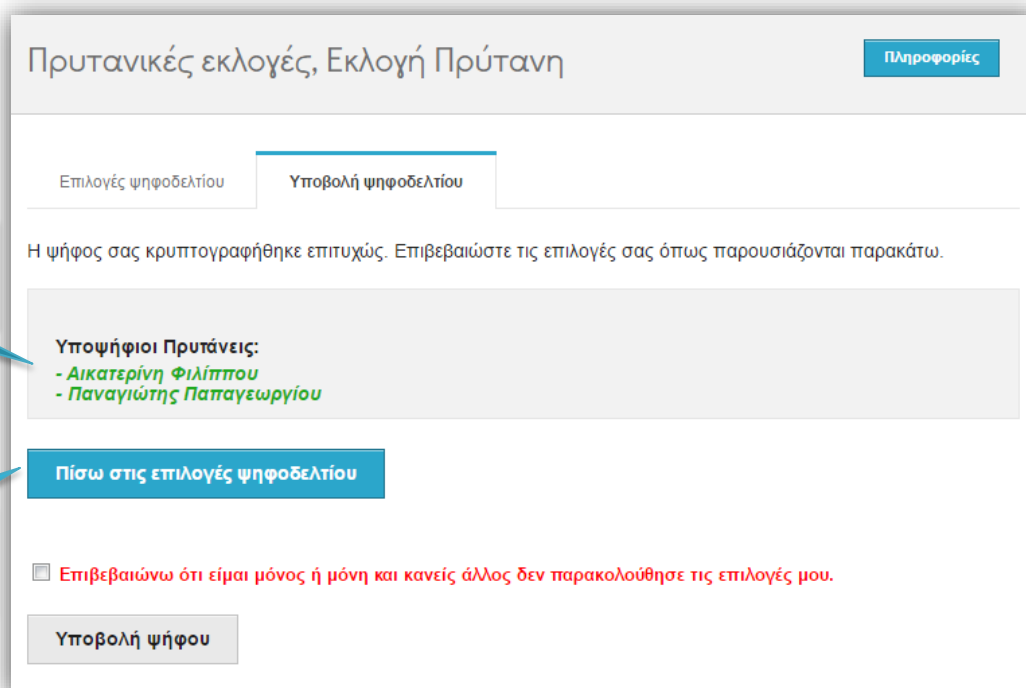 Πρυτανικές εκλογές, Εκλογή Πρύτανη
Πληροφορίες
Επιλογές ψηφοδελτίου
Υποβολή ψηφοδελτίου
Η ψήφος σας κρυπτογραφήθηκε επιτυχώς. Επιβεβαιώστε τις επιλογές σας όπως παρουσιάζονται παρακάτω.
Υποψήφιοι Πρυτάνεις:
- Αικατερίνη Φιλίππου
- Παναγιώτης Παπαγεωργίου
Πίσω στις επιλογές ψηφοδελτίου
Επιβεβαιώνω ότι είμαι μόνος ή μόνη και κανείς άλλος δεν παρακολούθησε τις επιλογές μου.
Υποβολή ψήφου